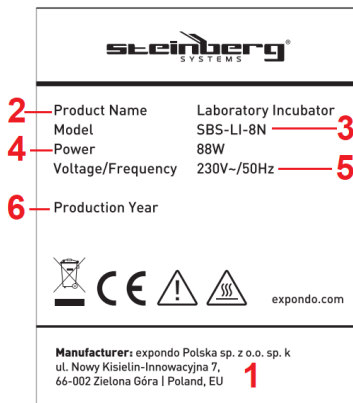 steinberg®
SYSTEMS
2 Product Name Laboratory Incubator
Model SBS-LI-8N 3
4 Power 88W
Voltage/Frequency 230V~/50Hz 5
6 Production Year
CE
expondo.com
Manufacturer: expondo Polska sp. z o.o. sp. k
ul. Nowy Kisielin-Innowacyjna 7,
66-002 Zielona Góra | Poland, EU 1